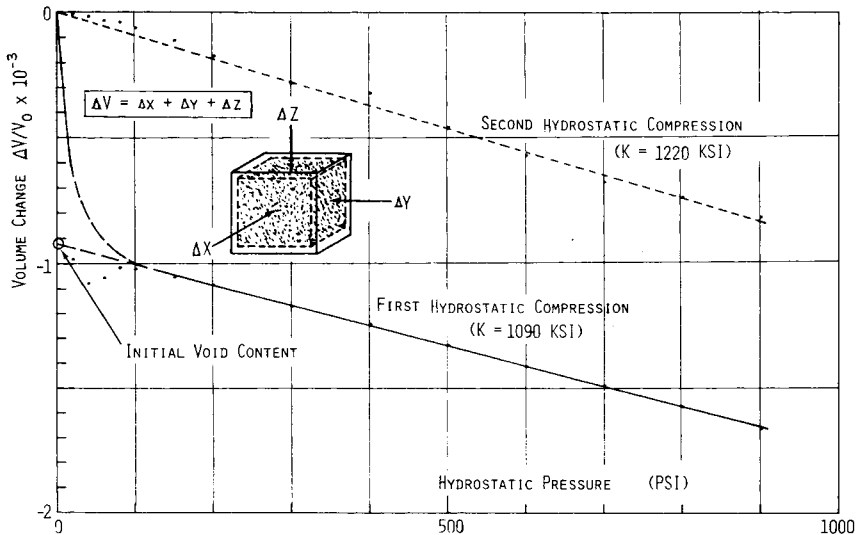 0
ΔV = ΔX + ΔY + ΔZ
ΔZ
SECOND HYDROSTATIC COMPRESSION
(K = 1220 KSI)
ΔY
ΔX
VOLUME CHANGE ΔV/V₀ x 10⁻³
-1
FIRST HYDROSTATIC COMPRESSION
(K = 1090 KSI)
INITIAL VOID CONTENT
HYDROSTATIC PRESSURE (PSI)
-2
0
500
1000